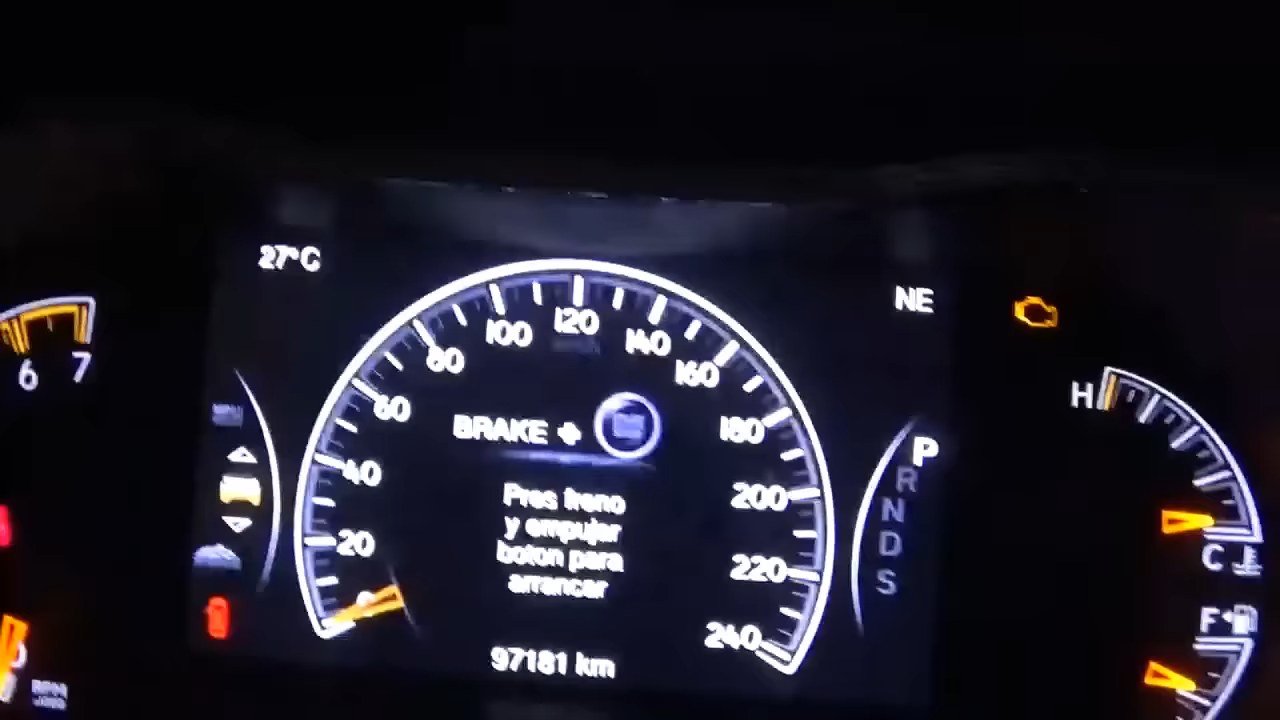 27°C
NE
6
7
20
40
60
80
100
120
140
160
180
200
220
240
BRAKE +
Pres freno
y empujar
boton para
arrancar
97181 km
P
R
N
D
S
H
C
F